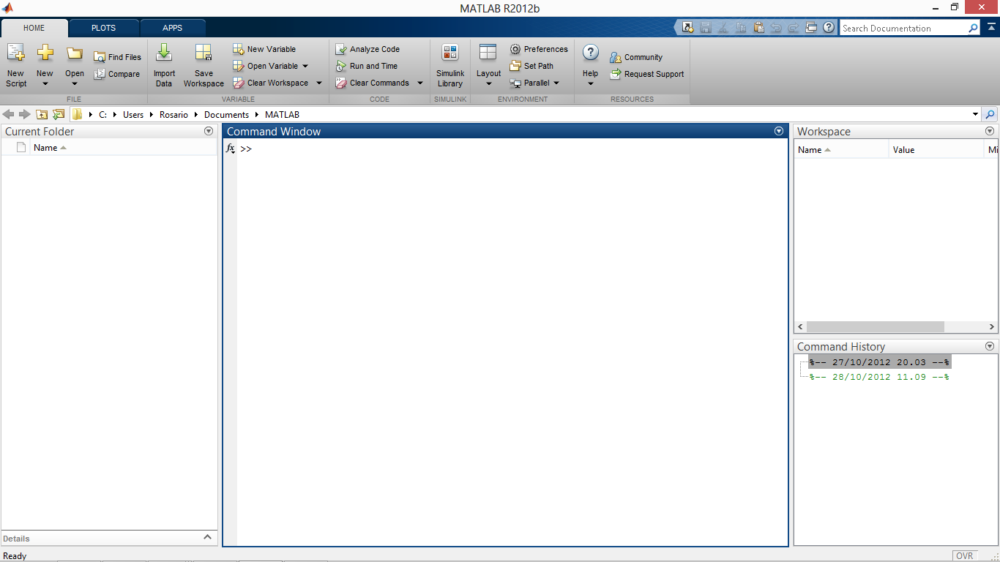 MATLAB R2012b
HOME PLOTS APPS Search Documentation
New Script New Open Find Files Compare
Import Data Save Workspace New Variable Open Variable Clear Workspace
Analyze Code Run and Time Clear Commands
Simulink Library
Layout Preferences Set Path Parallel
Help Community Request Support
FILE VARIABLE CODE SIMULINK ENVIRONMENT RESOURCES
C: Users Rosario Documents MATLAB
Current Folder
Name
Details
Command Window
fx >>
Workspace
Name Value Mi
Command History
%-- 27/10/2012 20.03 --%
%-- 28/10/2012 11.09 --%
Ready OVR